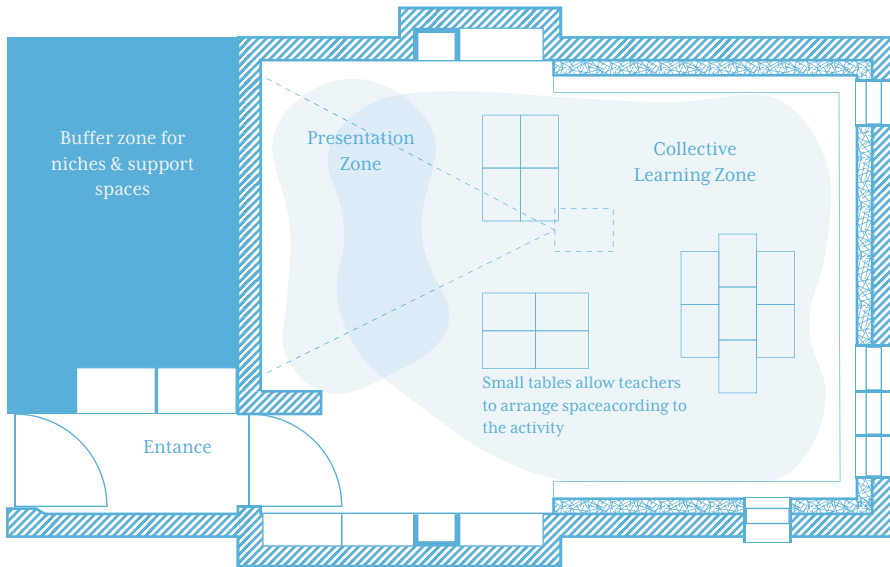 Buffer zone for
niches & support
spaces
Presentation
Zone
Collective
Learning Zone
Small tables allow teachers
to arrange spaceacording to
the activity
Entance